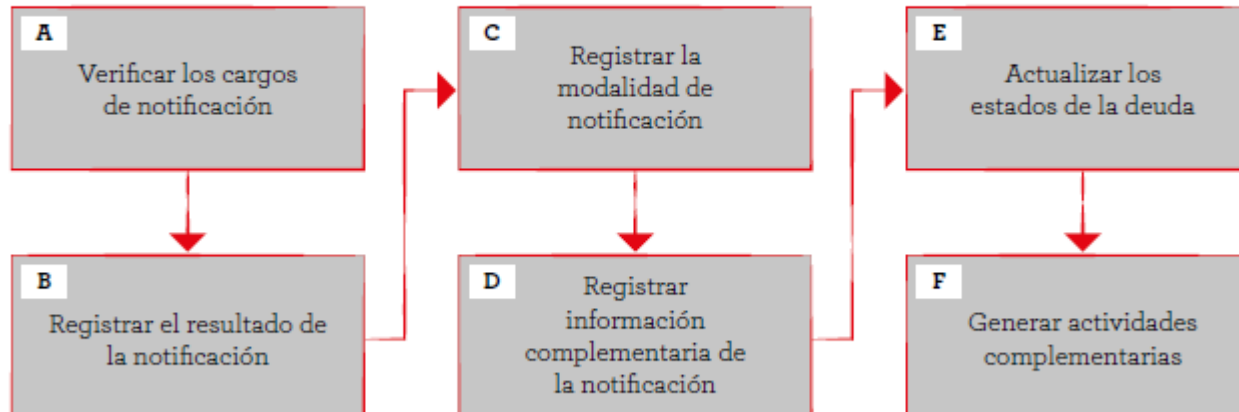 A
Verificar los cargos
de notificación
B
Registrar el resultado de
la notificación
C
Registrar la
modalidad de
notificación
D
Registrar
información
complementaria de
la notificación
E
Actualizar los
estados de la deuda
F
Generar actividades
complementarias